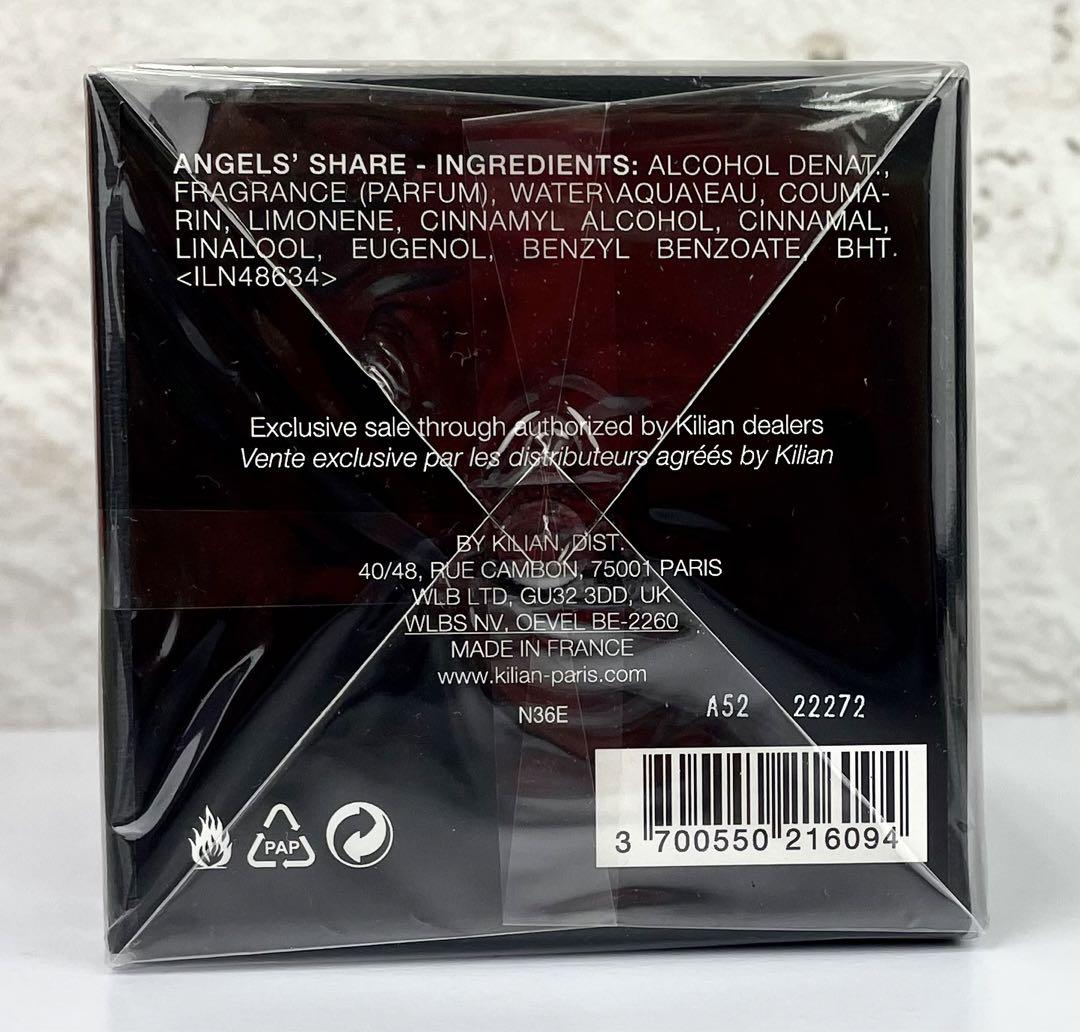 ANGELS' SHARE - INGREDIENTS: ALCOHOL DENAT.,
FRAGRANCE (PARFUM), WATER\AQUA\EAU, COUMA-
RIN, LIMONENE, CINNAMYL ALCOHOL, CINNAMAL,
LINALOOL, EUGENOL, BENZYL BENZOATE, BHT.
<ILN48634>
Exclusive sale through authorized by Kilian dealers
Vente exclusive par les distributeurs agréés by Kilian
BY KILIAN, DIST.
40/48, RUE CAMBON, 75001 PARIS
WLB LTD, GU32 3DD, UK
WLBS NV, OEVEL BE-2260
MADE IN FRANCE
www.kilian-paris.com
N36E
A52 22272
PAP
3 700550 216094